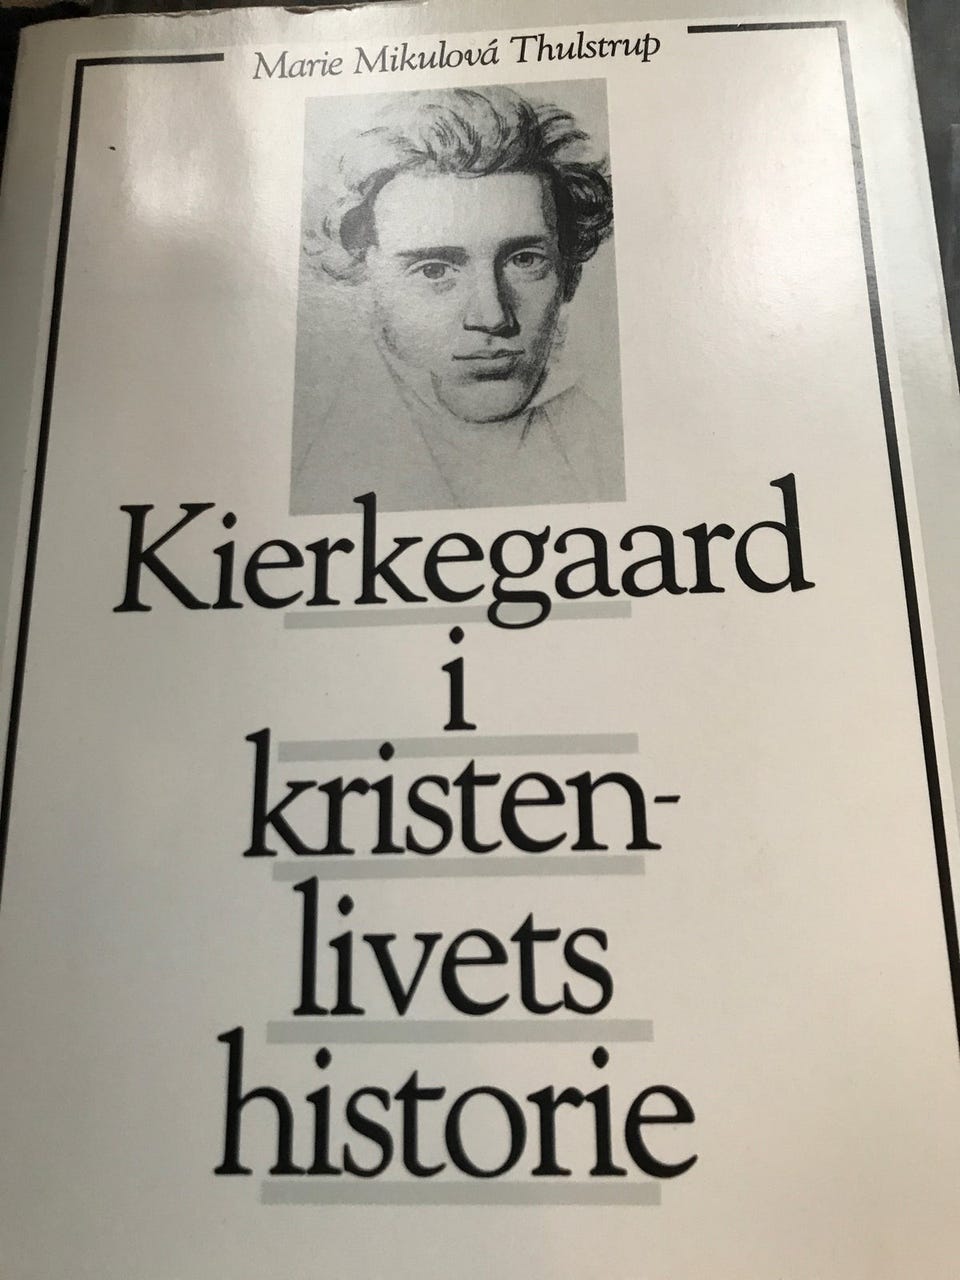 Marie Mikulová Thulstrup
Kierkegaard
i
kristen-
livets
historie